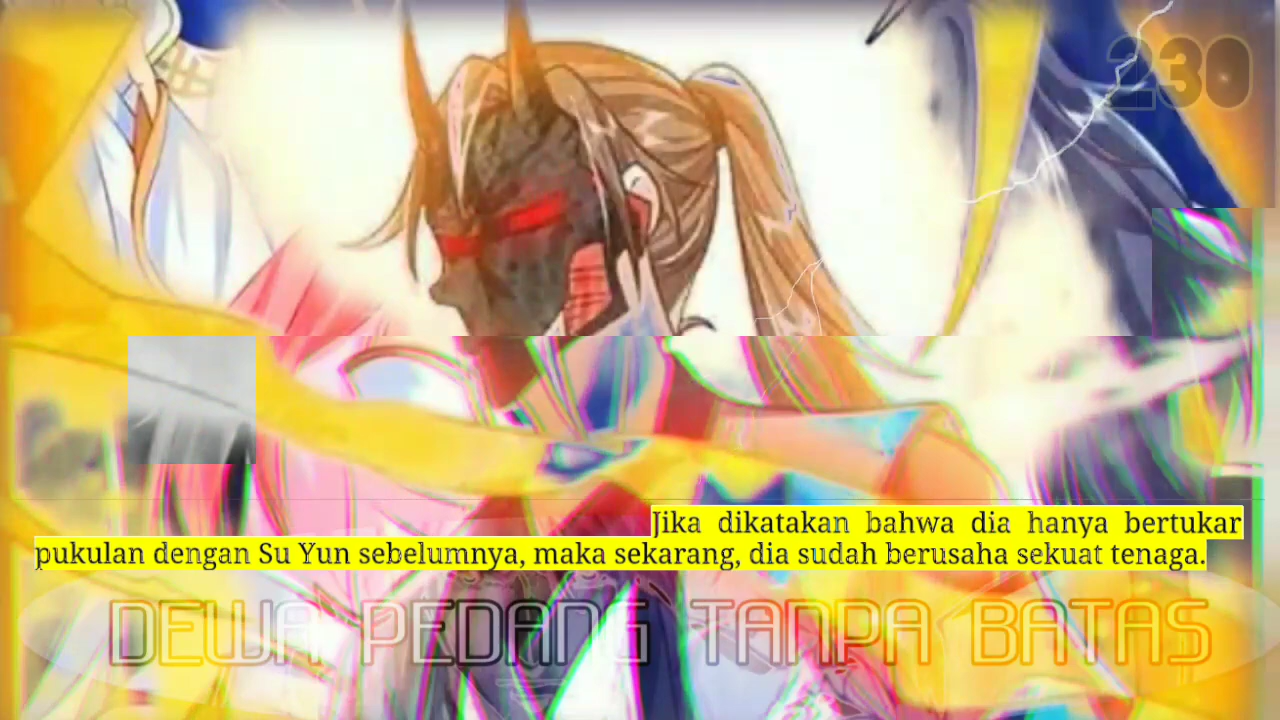 230
Jika dikatakan bahwa dia hanya bertukar
pukulan dengan Su Yun sebelumnya, maka sekarang, dia sudah berusaha sekuat tenaga.
DEWA PEDANG TANPA BATAS